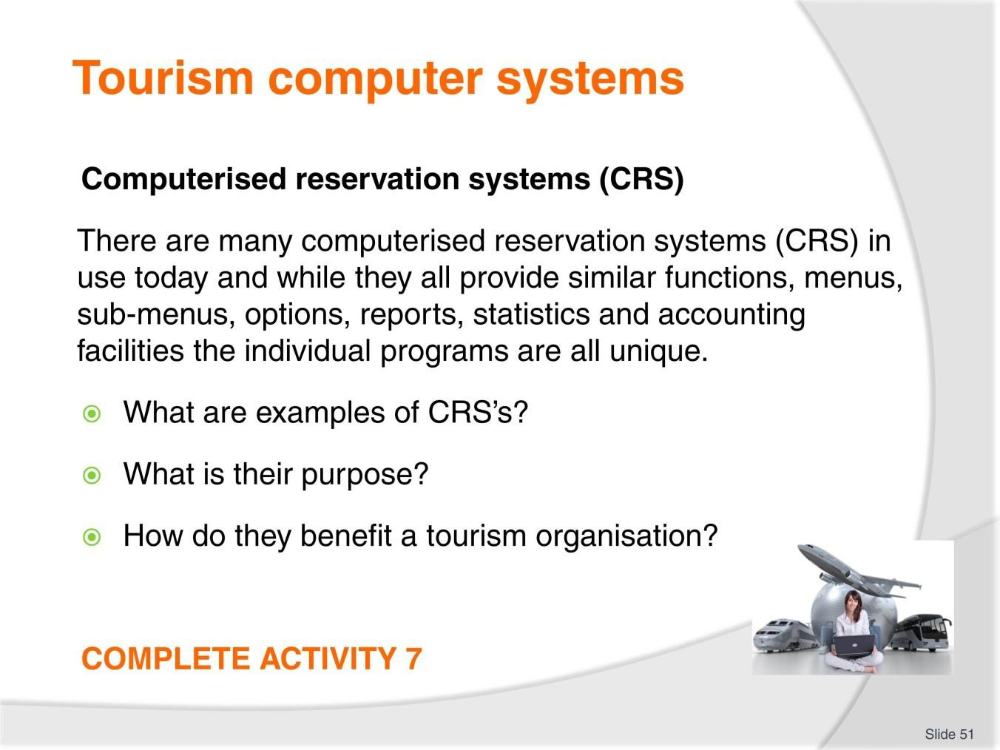 Tourism computer systems
Computerised reservation systems (CRS)
There are many computerised reservation systems (CRS) in
use today and while they all provide similar functions, menus,
sub-menus, options, reports, statistics and accounting
facilities the individual programs are all unique.
What are examples of CRS’s?
What is their purpose?
How do they benefit a tourism organisation?
COMPLETE ACTIVITY 7
Slide 51